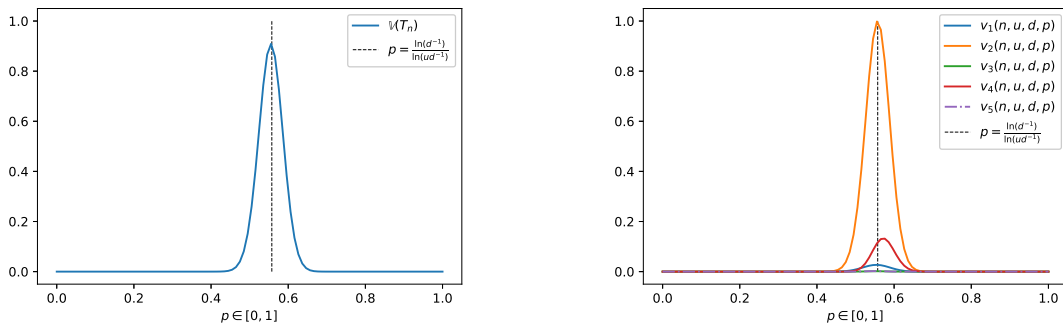 1.0
0.8
0.6
0.4
0.2
0.0
0.0 0.2 0.4 0.6 0.8 1.0
p ∈ [0, 1]
𝕍(Tₙ)
p = ln(d⁻¹)/ln(ud⁻¹)
1.0
0.8
0.6
0.4
0.2
0.0
0.0 0.2 0.4 0.6 0.8 1.0
p ∈ [0, 1]
v₁(n, u, d, p)
v₂(n, u, d, p)
v₃(n, u, d, p)
v₄(n, u, d, p)
v₅(n, u, d, p)
p = ln(d⁻¹)/ln(ud⁻¹)